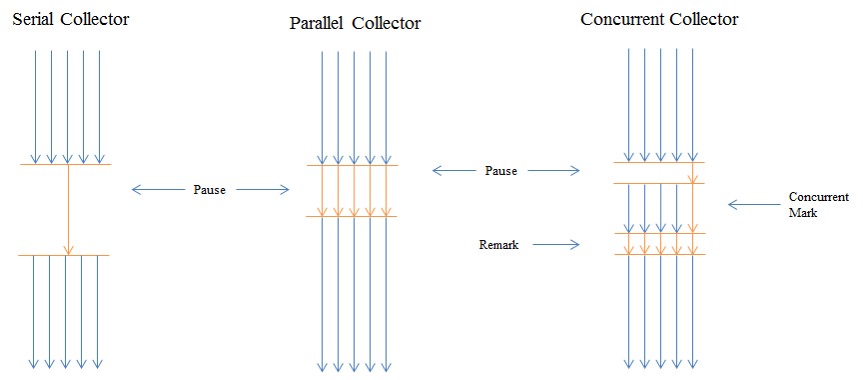 Serial Collector
Parallel Collector
Concurrent Collector
Pause
Pause
Concurrent
Mark
Remark